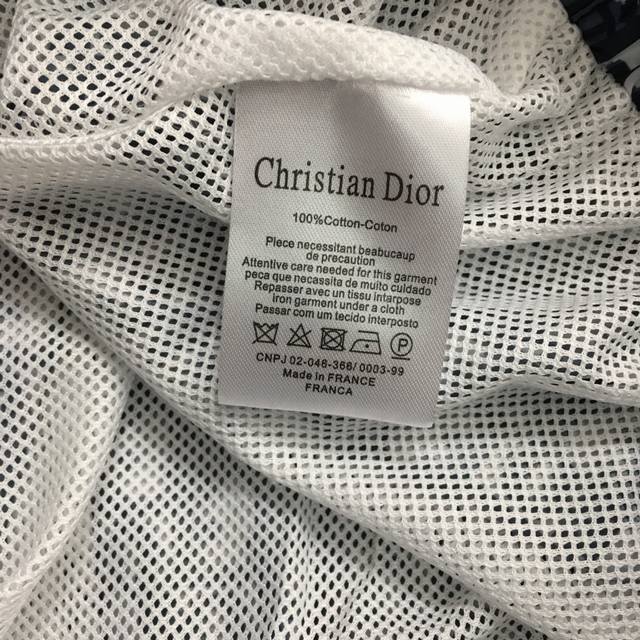 Christian Dior
100%Cotton-Coton
Piece necessitant beabucaup
de precaution
Attentive care needed for this garment
peça que necessita de muito cuidado
Repasser avec un tissu interpose
iron garment under a cloth
Passar com um tecido interposto
P
CNPJ 02-046-366/ 0003-99
Made in FRANCE
FRANCA